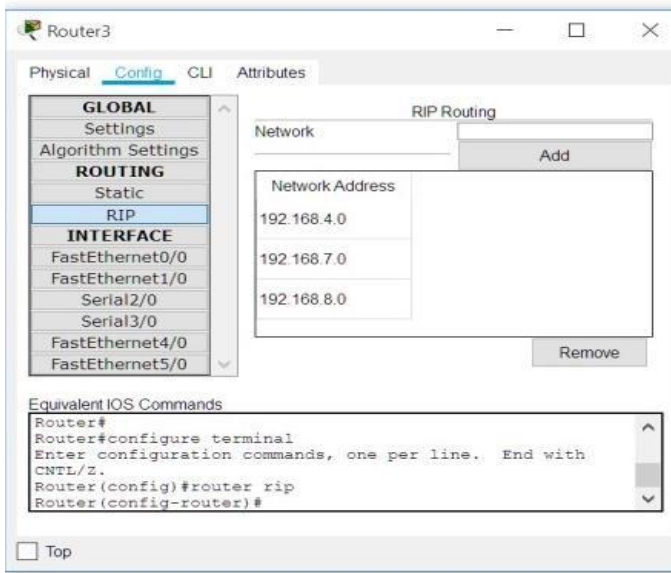 Router3
Physical Config CLI Attributes
GLOBAL
Settings
Algorithm Settings
ROUTING
Static
RIP
INTERFACE
FastEthernet0/0
FastEthernet1/0
Serial2/0
Serial3/0
FastEthernet4/0
FastEthernet5/0
RIP Routing
Network
Add
Network Address
192.168.4.0
192.168.7.0
192.168.8.0
Remove
Equivalent IOS Commands
Router#
Router#configure terminal
Enter configuration commands, one per line. End with
CNTL/Z.
Router(config)#router rip
Router(config-router)#
Top